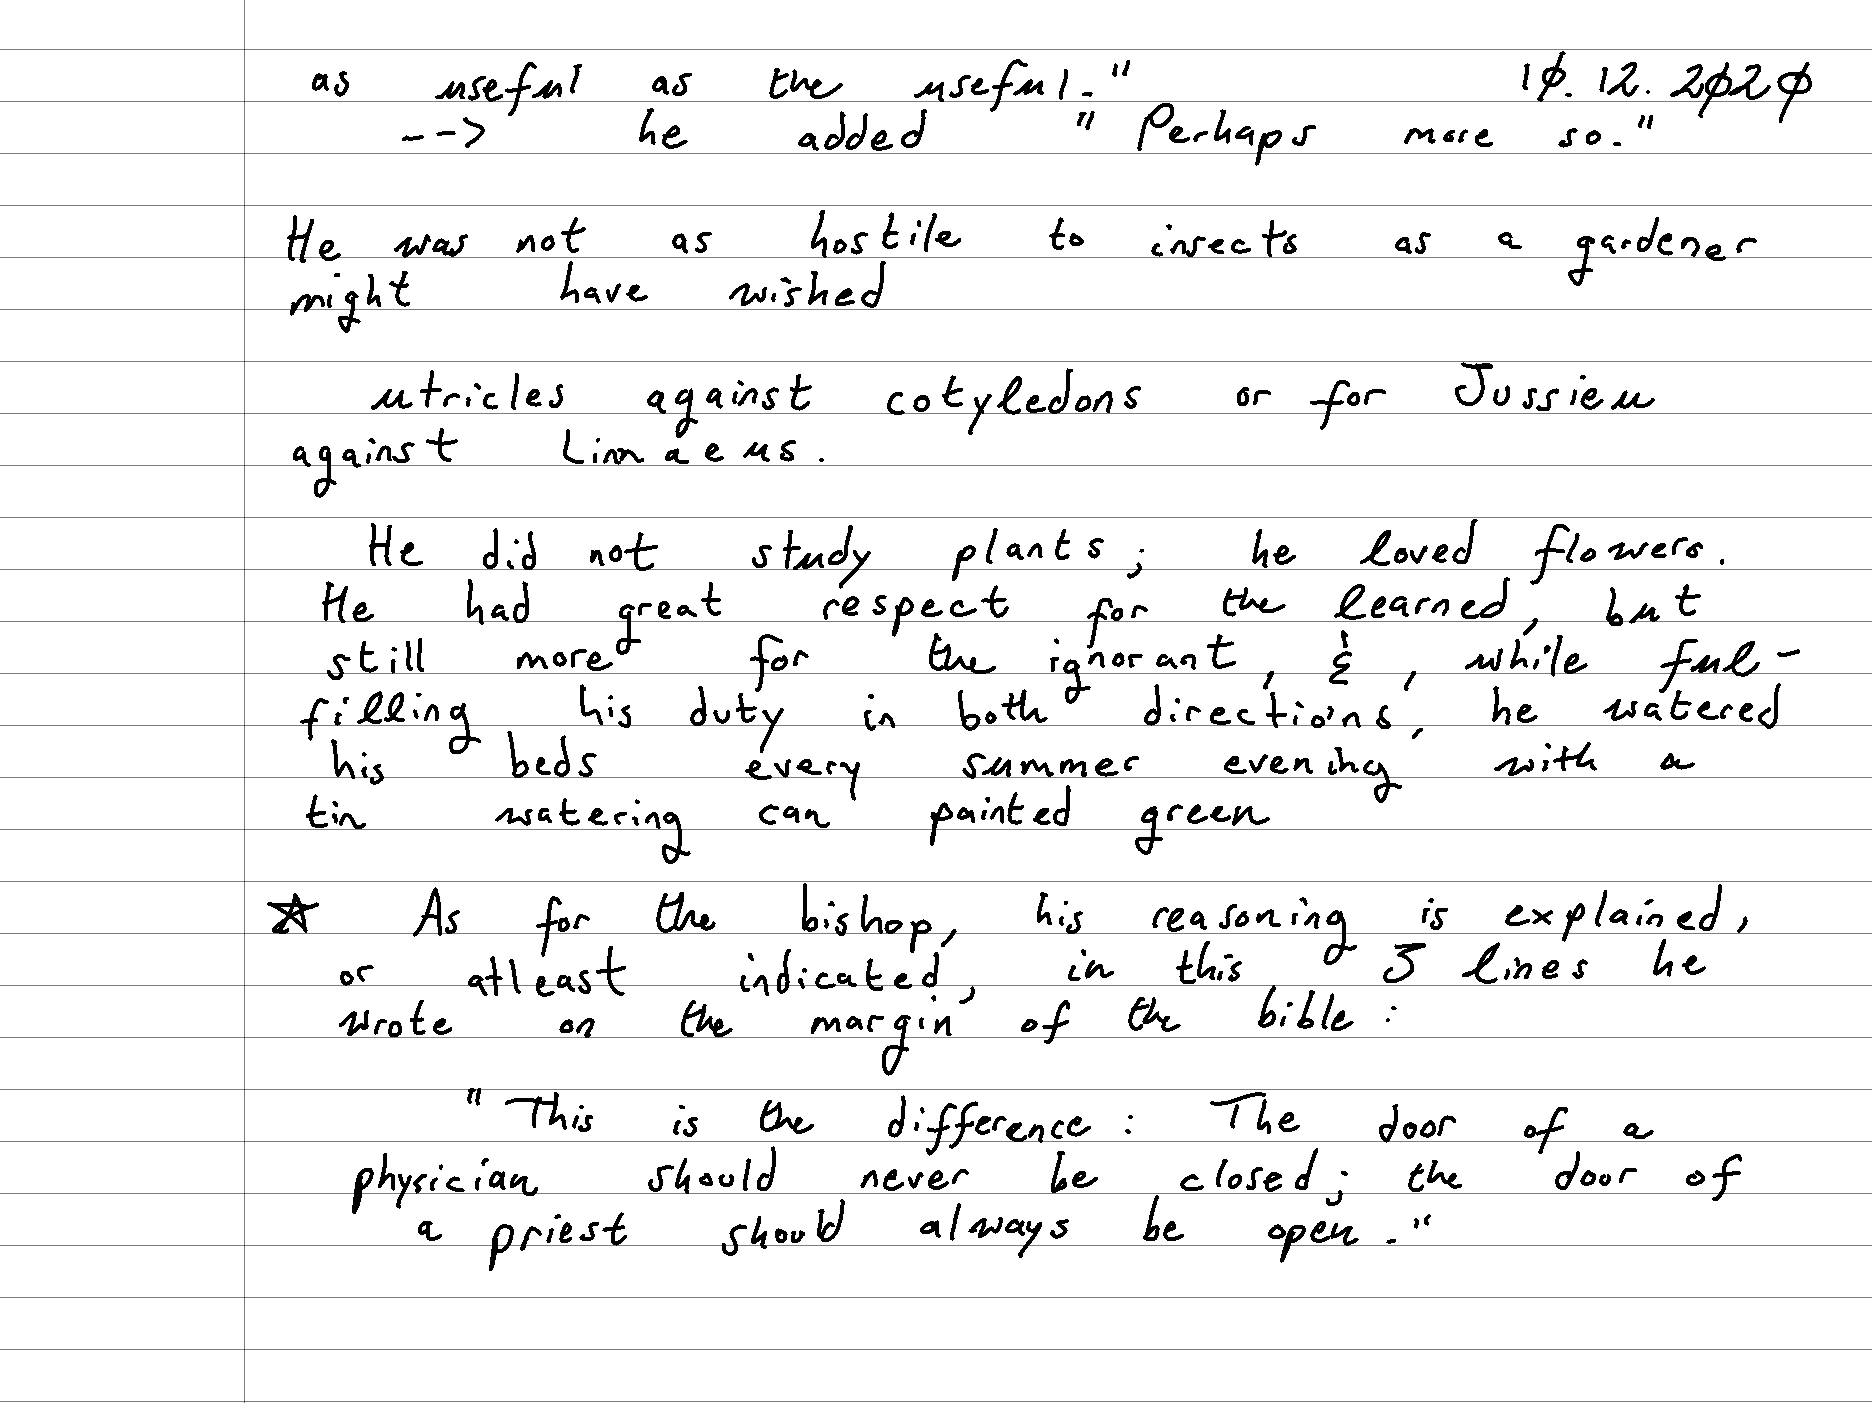 as useful as the useful." 10.12.2020
--> he added "Perhaps more so."
He was not as hostile to insects as a gardener
might have wished
utricles against cotyledons or for Jussieu
against Linnaeus.
He did not study plants; he loved flowers.
He had great respect for the learned, but
still more for the ignorant, &, while ful-
filling his duty in both directions, he watered
his beds every summer evening with a
tin watering can painted green
☆ As for the bishop, his reasoning is explained,
or atleast indicated, in this 3 lines he
wrote on the margin of the bible:
"This is the difference: The door of a
physician should never be closed; the door of
a priest should always be open."